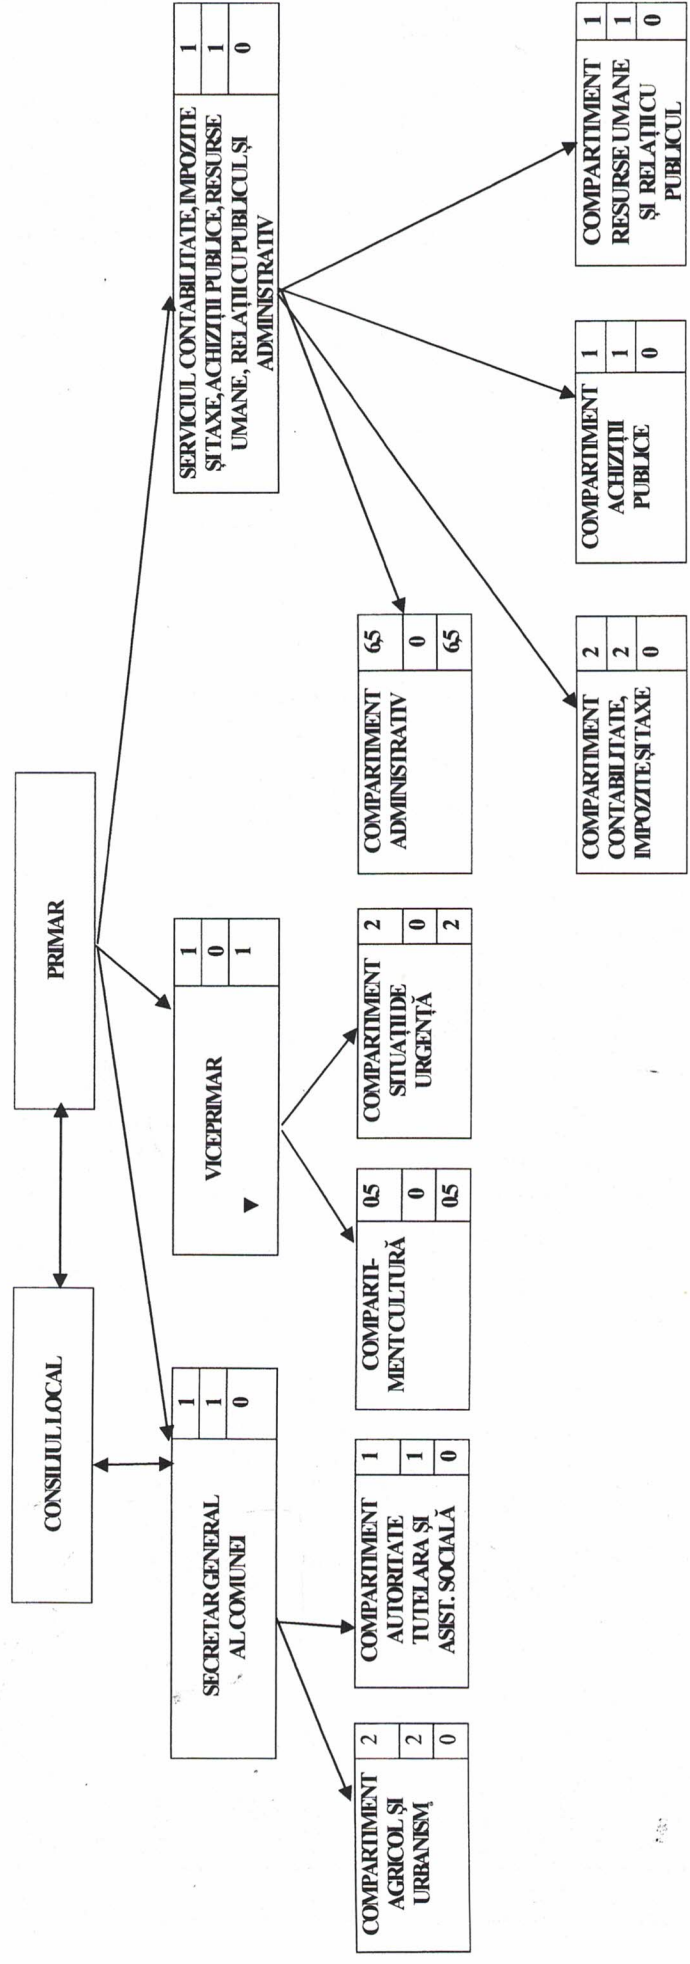 CONSILIUL LOCAL
PRIMAR
SECRETAR GENERAL
AL COMUNEI
1
1
0
VICEPRIMAR
1
0
1
SERVICIUL CONTABILITATE, IMPOZITE
ȘI TAXE, ACHIZIȚII PUBLICE, RESURSE
UMANE, RELAȚII CU PUBLICUL ȘI
ADMINISTRATIV
1
1
0
COMPARTIMENT
AGRICOL ȘI
URBANISM
2
2
0
COMPARTIMENT
AUTORITATE
TUTELARA ȘI
ASIST. SOCIALĂ
1
1
0
COMPARTI-
MENT CULTURĂ
0.5
0
0.5
COMPARTIMENT
SITUAȚII DE
URGENȚĂ
2
0
2
COMPARTIMENT
ADMINISTRATIV
6,5
0
6,5
COMPARTIMENT
CONTABILITATE,
IMPOZITE ȘI TAXE
2
2
0
COMPARTIMENT
ACHIZIȚII
PUBLICE
1
1
0
COMPARTIMENT
RESURSE UMANE
ȘI RELAȚII CU
PUBLICUL
1
1
0